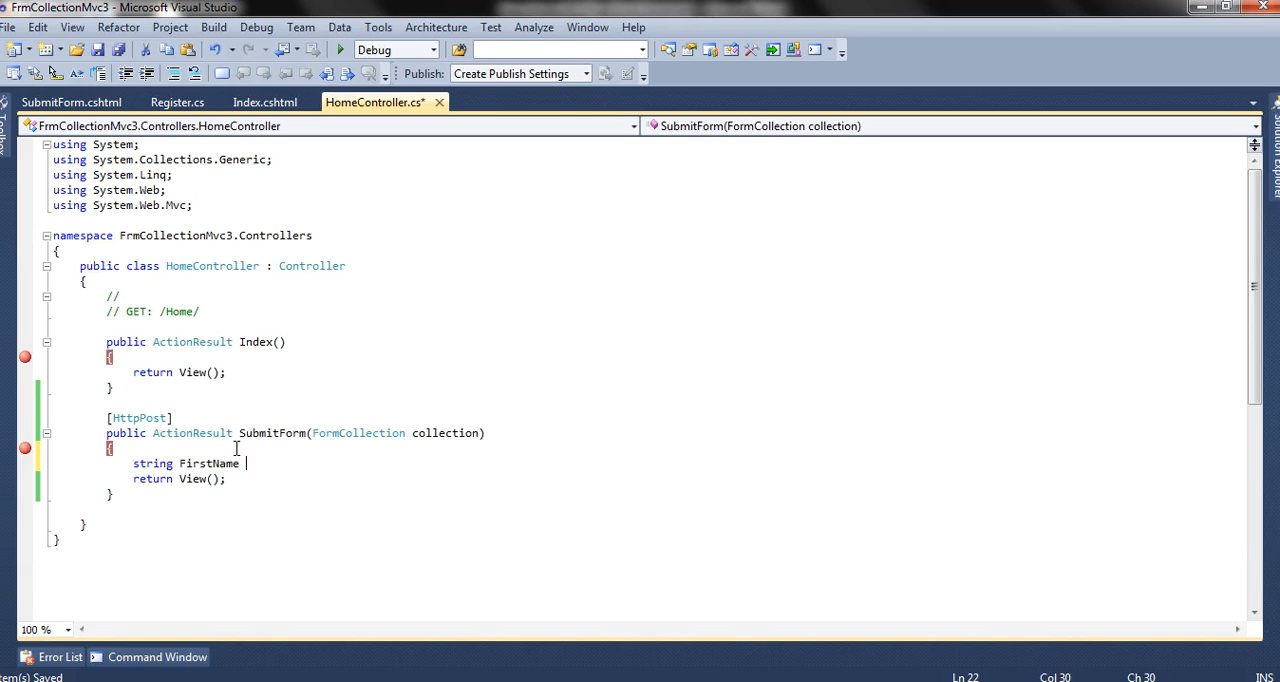 FrmCollectionMvc3 - Microsoft Visual Studio
File Edit View Refactor Project Build Debug Team Data Tools Architecture Test Analyze Window Help
Debug
Publish: Create Publish Settings
SubmitForm.cshtml Register.cs Index.cshtml HomeController.cs*
FrmCollectionMvc3.Controllers.HomeController SubmitForm(FormCollection collection)
Toolbox
Solution Explorer
using System;
using System.Collections.Generic;
using System.Linq;
using System.Web;
using System.Web.Mvc;
namespace FrmCollectionMvc3.Controllers
{
public class HomeController : Controller
{
//
// GET: /Home/
public ActionResult Index()
{
return View();
}
[HttpPost]
public ActionResult SubmitForm(FormCollection collection)
{
string FirstName
return View();
}
}
}
100 %
Error List Command Window
tem(s) Saved Ln 22 Col 30 Ch 30 INS